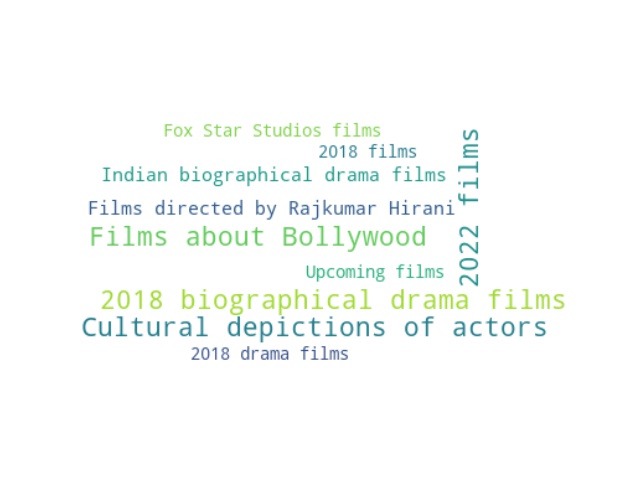 Fox Star Studios films
2018 films
Indian biographical drama films
Films directed by Rajkumar Hirani
Films about Bollywood
2022 films
Upcoming films
2018 biographical drama films
Cultural depictions of actors
2018 drama films